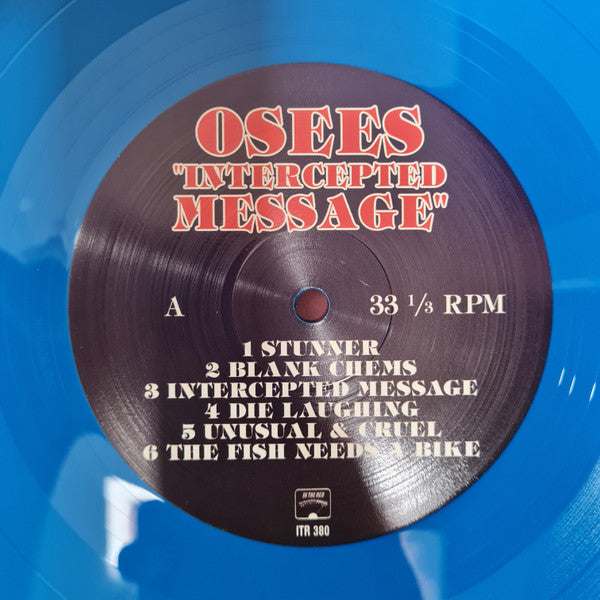 OSEES
"INTERCEPTED
MESSAGE"
A 33 1/3 RPM
1 STUNNER
2 BLANK CHEMS
3 INTERCEPTED MESSAGE
4 DIE LAUGHING
5 UNUSUAL & CRUEL
6 THE FISH NEEDS A BIKE
IN THE RED
ITR 380